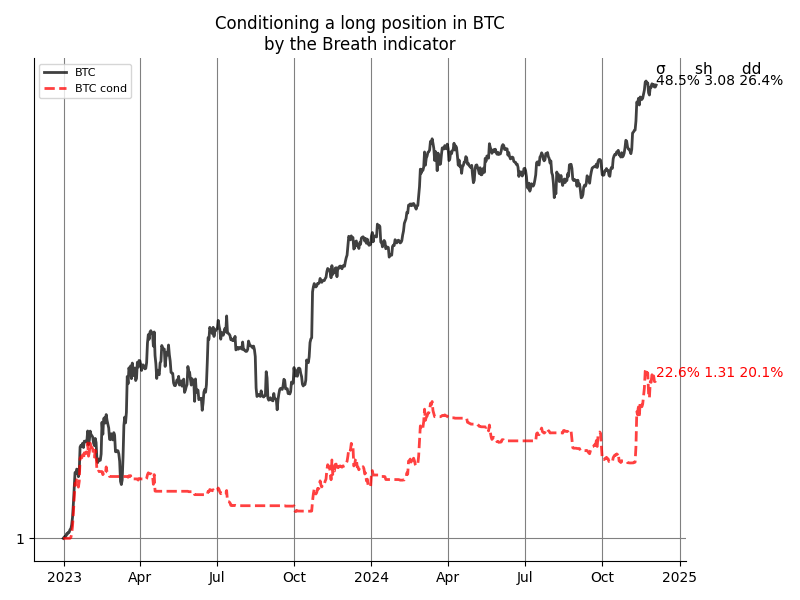 Conditioning a long position in BTC
by the Breath indicator
BTC
BTC cond
σ sh dd
48.5% 3.08 26.4%
22.6% 1.31 20.1%
1
2023 Apr Jul Oct 2024 Apr Jul Oct 2025